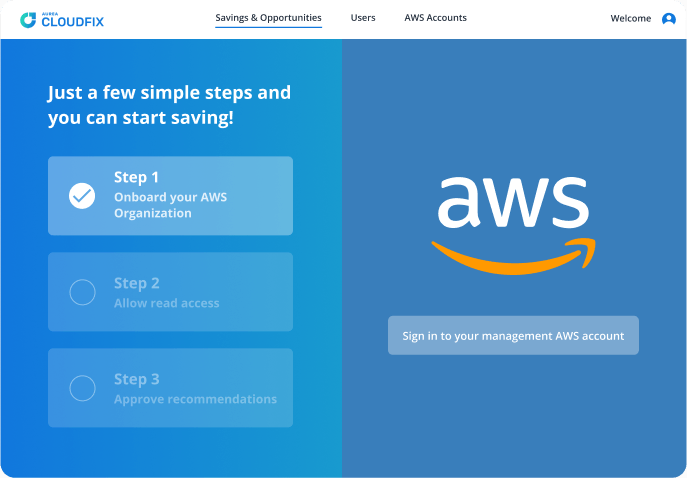 AUREA
CLOUDFIX
Savings & Opportunities
Users
AWS Accounts
Welcome
Just a few simple steps and
you can start saving!
Step 1
Onboard your AWS
Organization
Step 2
Allow read access
Step 3
Approve recommendations
aws
Sign in to your management AWS account